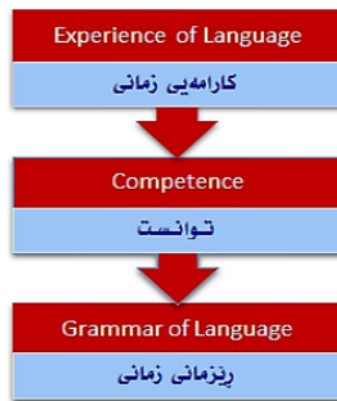 Experience of Language
کارامەیی زمانی
Competence
توانست
Grammar of Language
ڕێزمانی زمانی